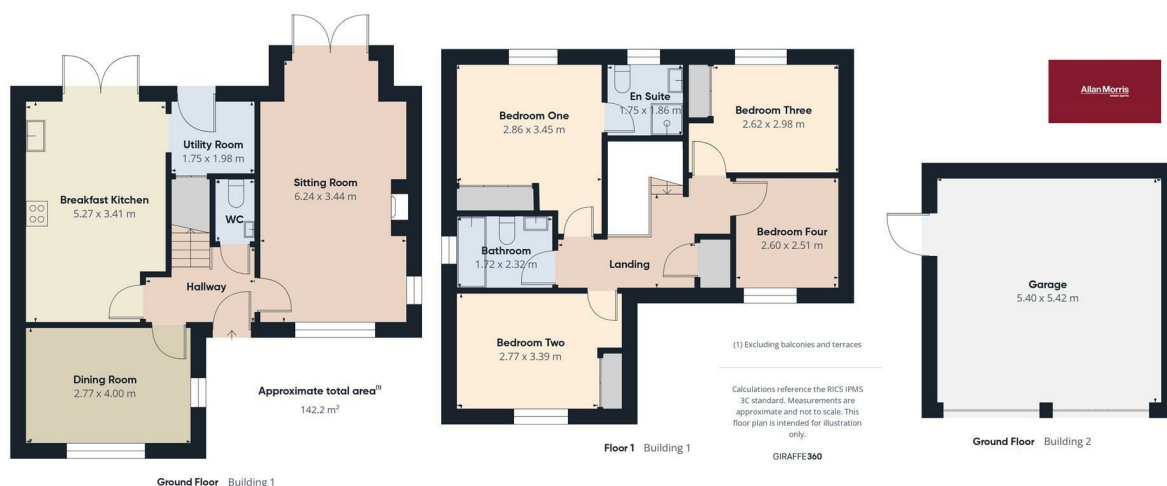 Breakfast Kitchen
5.27 x 3.41 m
Utility Room
1.75 x 1.98 m
WC
Sitting Room
6.24 x 3.44 m
Hallway
Dining Room
2.77 x 4.00 m
Approximate total area⁽¹⁾
142.2 m²
Ground Floor Building 1
Bedroom One
2.86 x 3.45 m
En Suite
1.75 x 1.86 m
Bedroom Three
2.62 x 2.98 m
Bathroom
1.72 x 2.32 m
Landing
Bedroom Four
2.60 x 2.51 m
Bedroom Two
2.77 x 3.39 m
Floor 1 Building 1
(1) Excluding balconies and terraces
Calculations reference the RICS IPMS
3C standard. Measurements are
approximate and not to scale. This
floor plan is intended for illustration
only.
GIRAFFE360
Allan Morris
Garage
5.40 x 5.42 m
Ground Floor Building 2